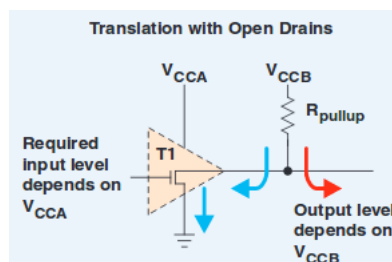 Translation with Open Drains
VCCA
VCCB
Rpullup
Required
input level
depends on
VCCA
T1
Output level
depends on
VCCB